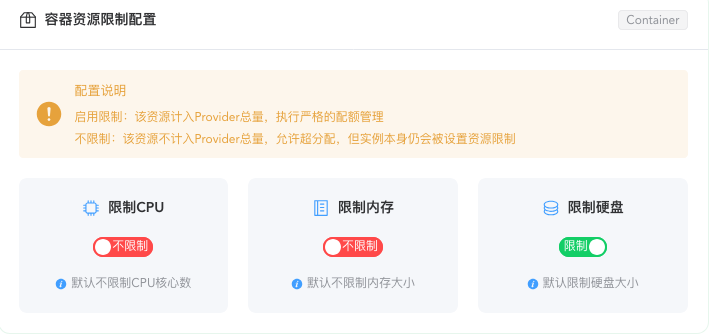 容器资源限制配置
Container
配置说明
启用限制：该资源计入Provider总量，执行严格的配额管理
不限制：该资源不计入Provider总量，允许超分配，但实例本身仍会被设置资源限制
限制CPU
限制内存
限制硬盘
不限制
不限制
限制
默认不限制CPU核心数
默认不限制内存大小
默认限制硬盘大小